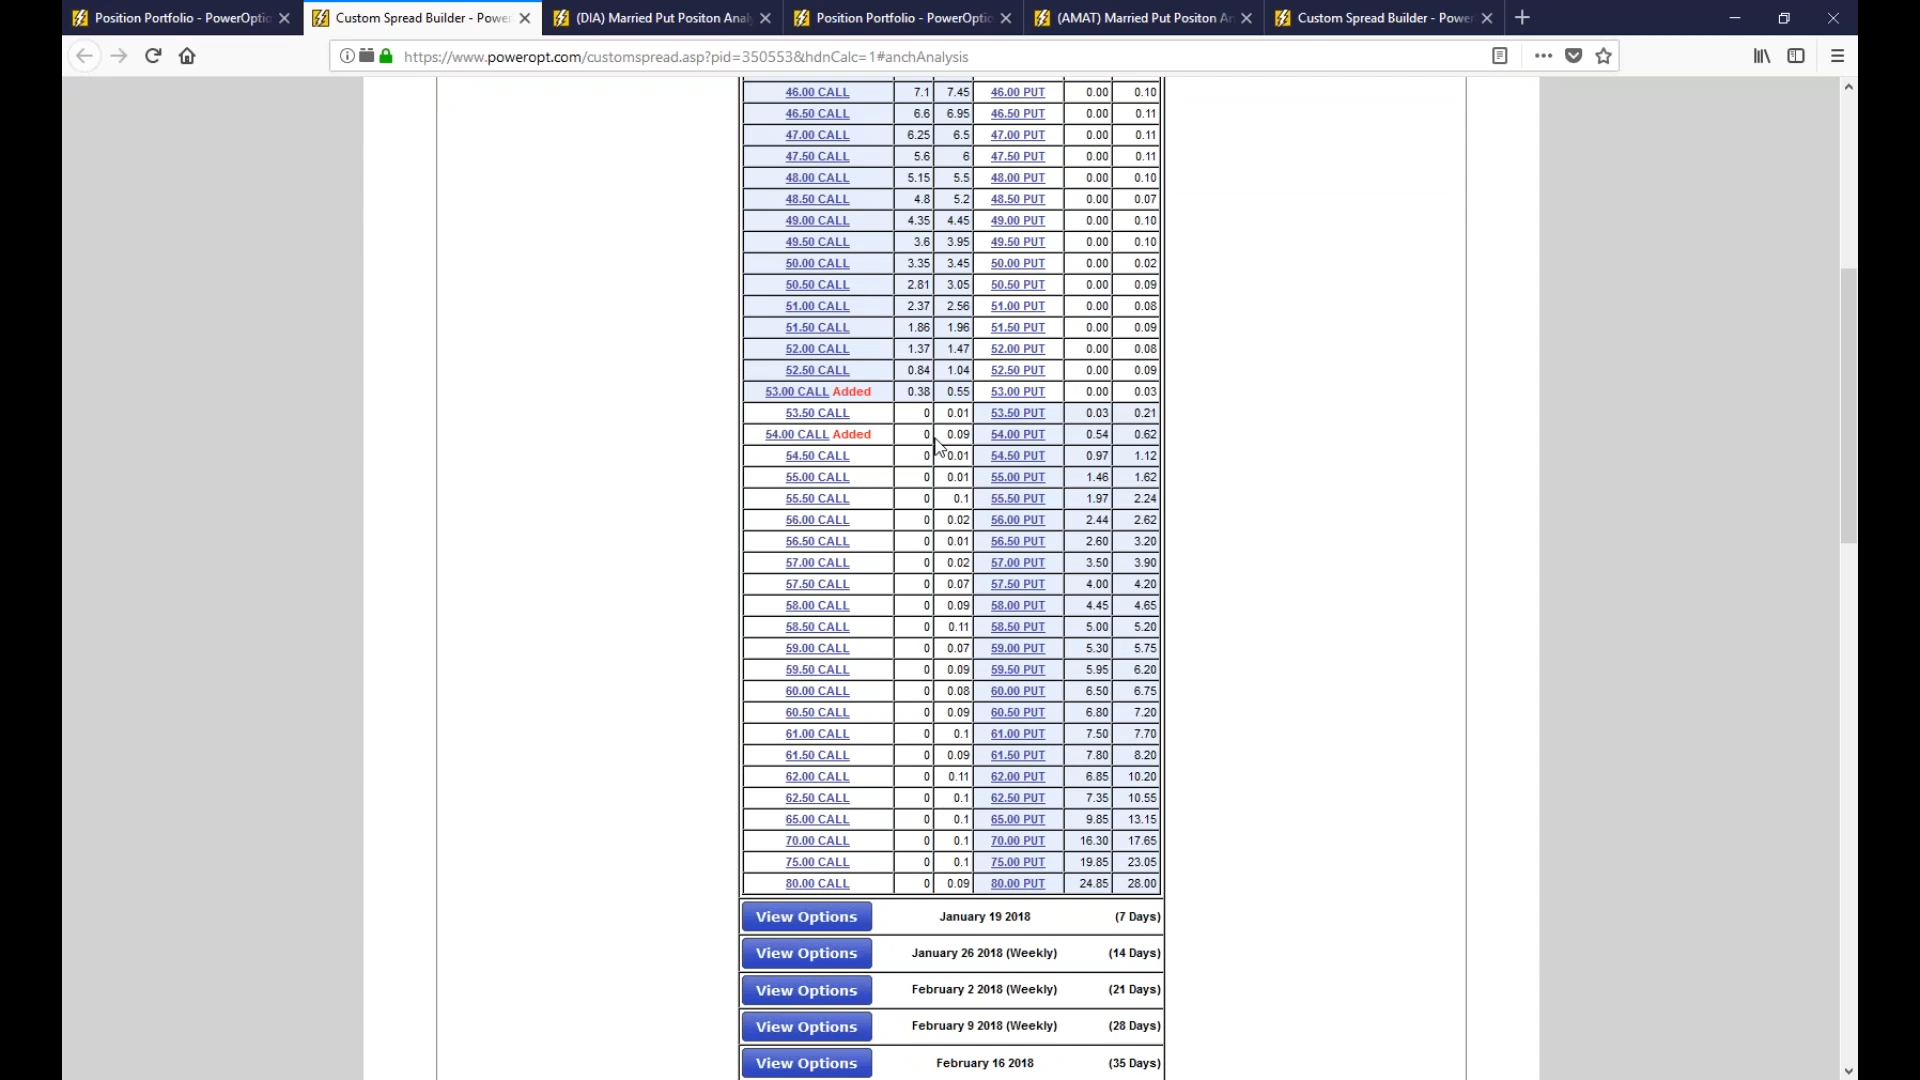 Position Portfolio - PowerOptio
Custom Spread Builder - Power
(DIA) Married Put Positon Anal
Position Portfolio - PowerOptio
(AMAT) Married Put Positon An
Custom Spread Builder - Power
https://www.poweropt.com/customspread.asp?pid=350553&hdnCalc=1#anchAnalysis
46.00 CALL 7.1 7.45 46.00 PUT 0.00 0.10
46.50 CALL 6.6 6.95 46.50 PUT 0.00 0.11
47.00 CALL 6.25 6.5 47.00 PUT 0.00 0.11
47.50 CALL 5.6 6 47.50 PUT 0.00 0.11
48.00 CALL 5.15 5.5 48.00 PUT 0.00 0.10
48.50 CALL 4.8 5.2 48.50 PUT 0.00 0.07
49.00 CALL 4.35 4.45 49.00 PUT 0.00 0.10
49.50 CALL 3.6 3.95 49.50 PUT 0.00 0.10
50.00 CALL 3.35 3.45 50.00 PUT 0.00 0.02
50.50 CALL 2.81 3.05 50.50 PUT 0.00 0.09
51.00 CALL 2.37 2.56 51.00 PUT 0.00 0.08
51.50 CALL 1.86 1.96 51.50 PUT 0.00 0.09
52.00 CALL 1.37 1.47 52.00 PUT 0.00 0.08
52.50 CALL 0.84 1.04 52.50 PUT 0.00 0.09
53.00 CALL Added 0.38 0.55 53.00 PUT 0.00 0.03
53.50 CALL 0 0.01 53.50 PUT 0.03 0.21
54.00 CALL Added 0 0.09 54.00 PUT 0.54 0.62
54.50 CALL 0 0.01 54.50 PUT 0.97 1.12
55.00 CALL 0 0.01 55.00 PUT 1.46 1.62
55.50 CALL 0 0.1 55.50 PUT 1.97 2.24
56.00 CALL 0 0.02 56.00 PUT 2.44 2.62
56.50 CALL 0 0.01 56.50 PUT 2.60 3.20
57.00 CALL 0 0.02 57.00 PUT 3.50 3.90
57.50 CALL 0 0.07 57.50 PUT 4.00 4.20
58.00 CALL 0 0.09 58.00 PUT 4.45 4.65
58.50 CALL 0 0.11 58.50 PUT 5.00 5.20
59.00 CALL 0 0.07 59.00 PUT 5.30 5.75
59.50 CALL 0 0.09 59.50 PUT 5.95 6.20
60.00 CALL 0 0.08 60.00 PUT 6.50 6.75
60.50 CALL 0 0.09 60.50 PUT 6.80 7.20
61.00 CALL 0 0.1 61.00 PUT 7.50 7.70
61.50 CALL 0 0.09 61.50 PUT 7.80 8.20
62.00 CALL 0 0.11 62.00 PUT 6.85 10.20
62.50 CALL 0 0.1 62.50 PUT 7.35 10.55
65.00 CALL 0 0.1 65.00 PUT 9.85 13.15
70.00 CALL 0 0.1 70.00 PUT 16.30 17.65
75.00 CALL 0 0.1 75.00 PUT 19.85 23.05
80.00 CALL 0 0.09 80.00 PUT 24.85 28.00
View Options January 19 2018 (7 Days)
View Options January 26 2018 (Weekly) (14 Days)
View Options February 2 2018 (Weekly) (21 Days)
View Options February 9 2018 (Weekly) (28 Days)
View Options February 16 2018 (35 Days)